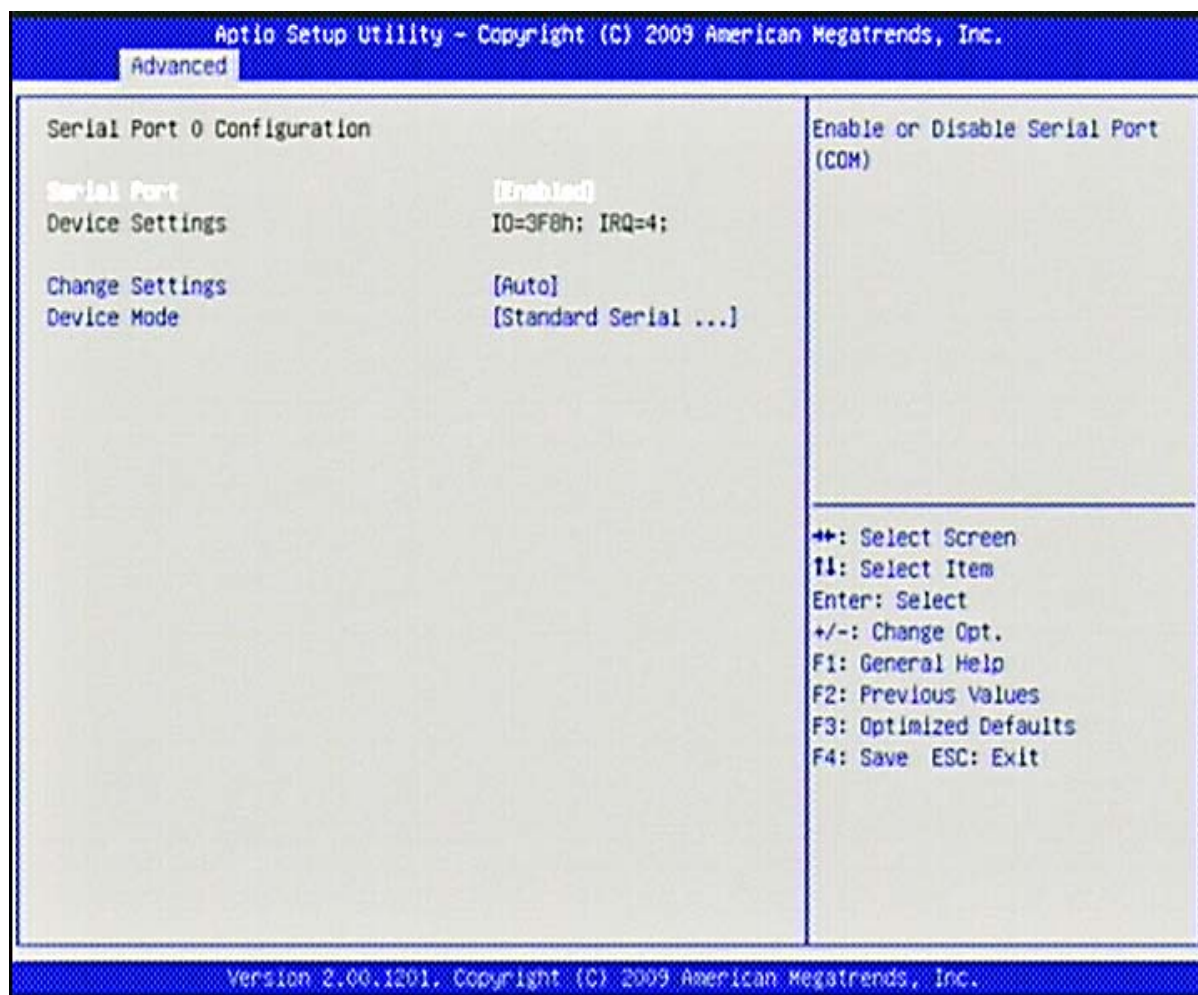 Aptio Setup Utility - Copyright (C) 2009 American Megatrends, Inc.
Advanced
Serial Port 0 Configuration
Serial Port [Enabled]
Device Settings IO=3F8h; IRQ=4;
Change Settings [Auto]
Device Mode [Standard Serial ...]
Enable or Disable Serial Port
(COM)
→←: Select Screen
↑↓: Select Item
Enter: Select
+/-: Change Opt.
F1: General Help
F2: Previous Values
F3: Optimized Defaults
F4: Save ESC: Exit
Version 2.00.1201. Copyright (C) 2009 American Megatrends, Inc.